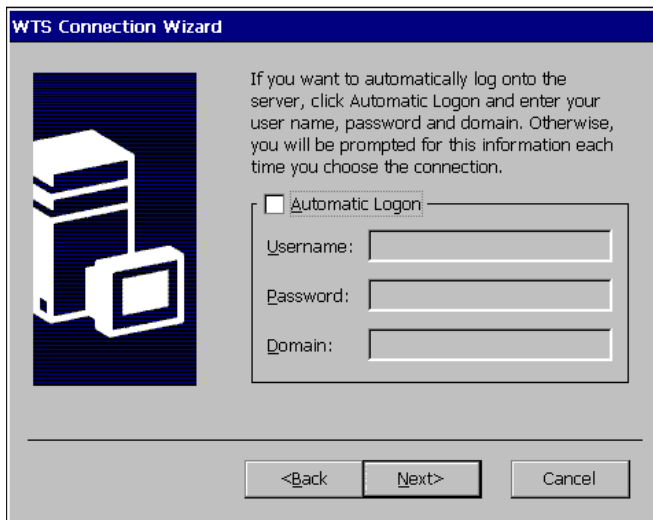 WTS Connection Wizard
If you want to automatically log onto the
server, click Automatic Logon and enter your
user name, password and domain. Otherwise,
you will be prompted for this information each
time you choose the connection.
Automatic Logon
Username:
Password:
Domain:
<Back Next> Cancel